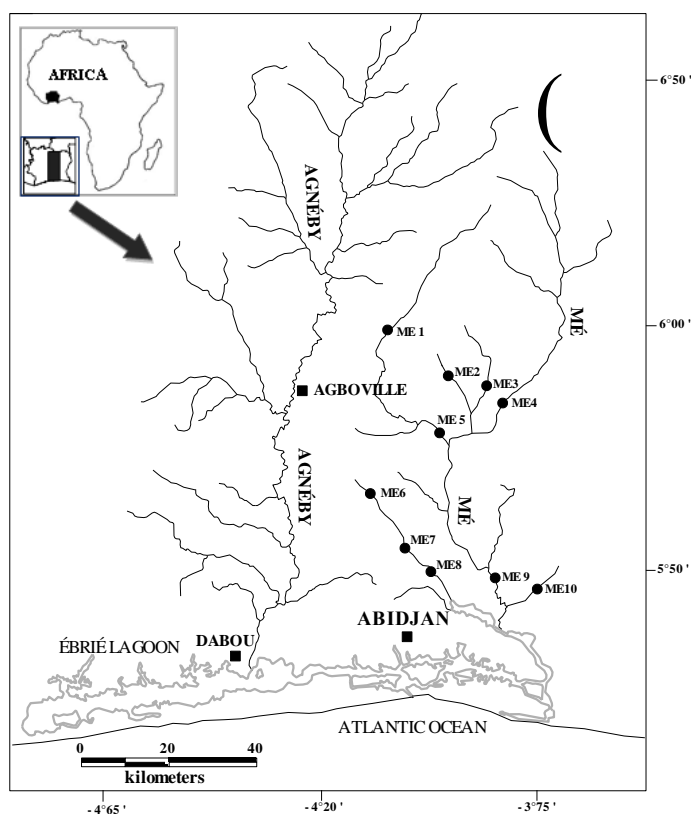 AFRICA
6°50'
AGNÉBY
MÉ
6°00'
ME 1
ME2
ME3
AGBOVILLE
ME4
ME 5
AGNÉBY
ME6
MÉ
ME7
ME8
ME 9
5°50'
ME10
ABIDJAN
ÉBRIÉ LAGOON
DABOU
ATLANTIC OCEAN
0 20 40
kilometers
-4°65' -4°20' -3°75'